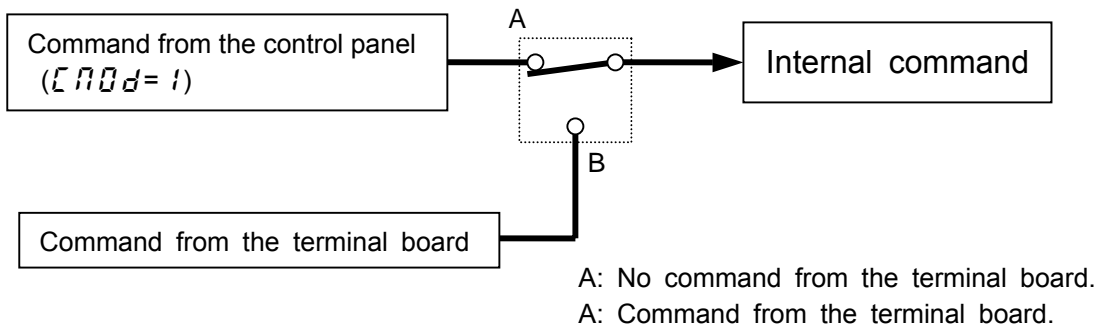 A
Command from the control panel
(CMOd= 1)
Internal command
B
Command from the terminal board
A: No command from the terminal board.
A: Command from the terminal board.